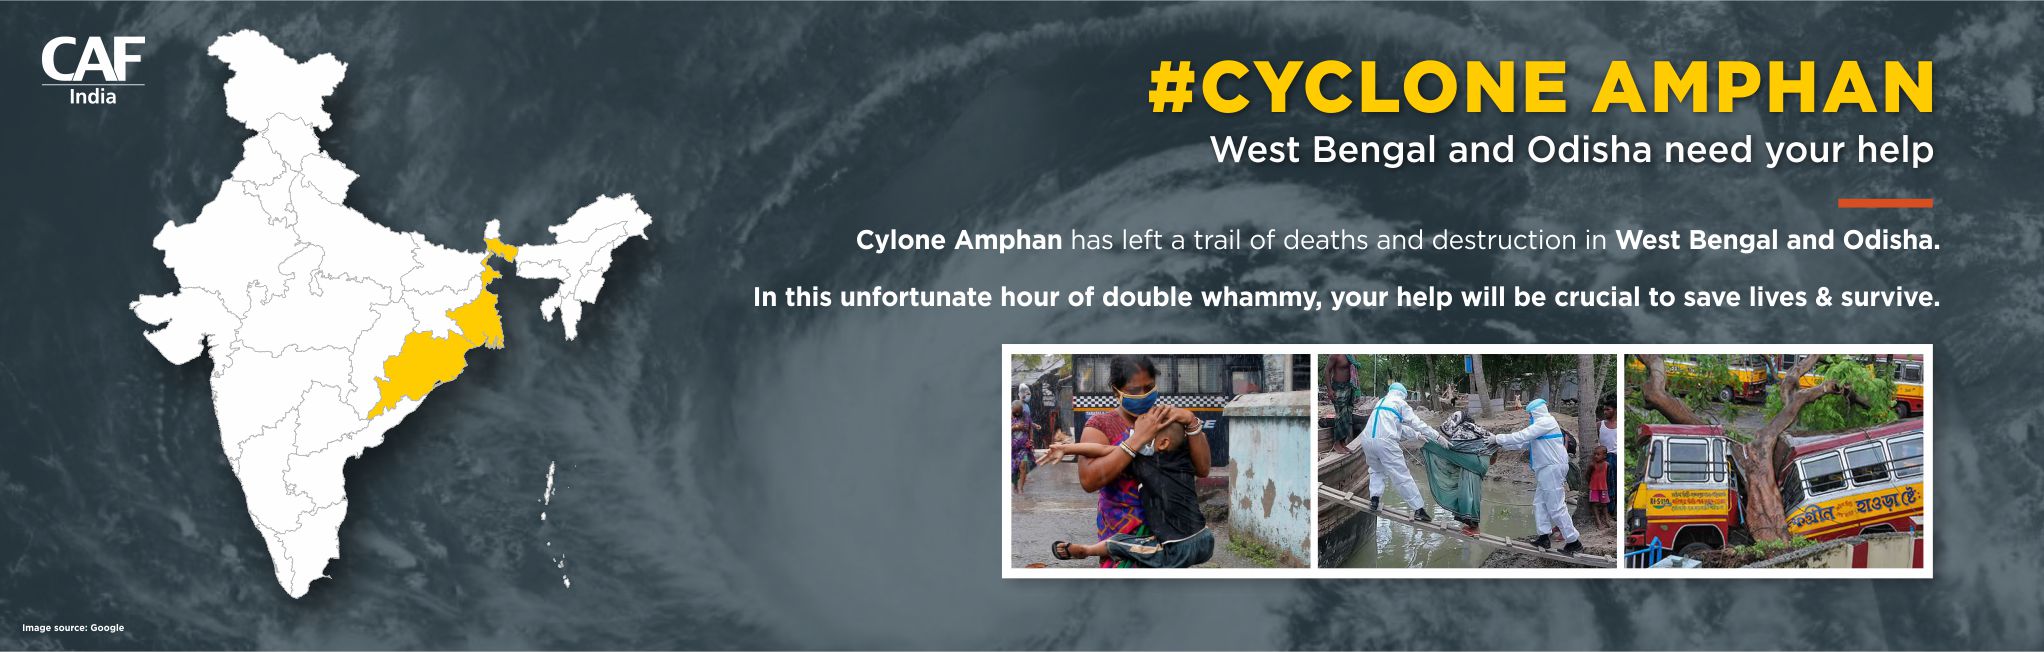 CAF
India
#CYCLONE AMPHAN
West Bengal and Odisha need your help
Cylone Amphan has left a trail of deaths and destruction in West Bengal and Odisha.
In this unfortunate hour of double whammy, your help will be crucial to save lives & survive.
হাওড়া ষ্টে:
Image source: Google